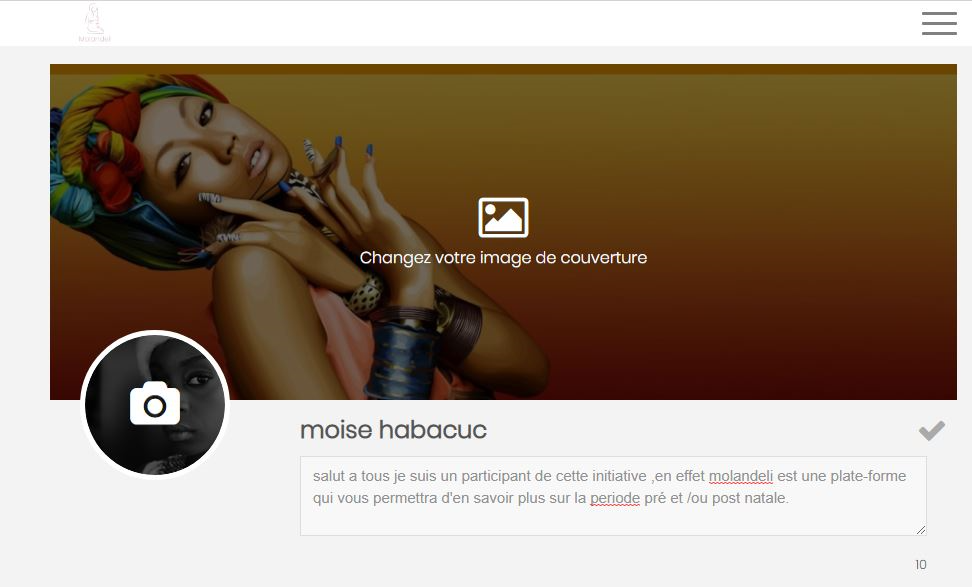 Molandeli
Changez votre image de couverture
moise habacuc
salut a tous je suis un participant de cette initiative ,en effet molandeli est une plate-forme
qui vous permettra d'en savoir plus sur la periode pré et /ou post natale.
10